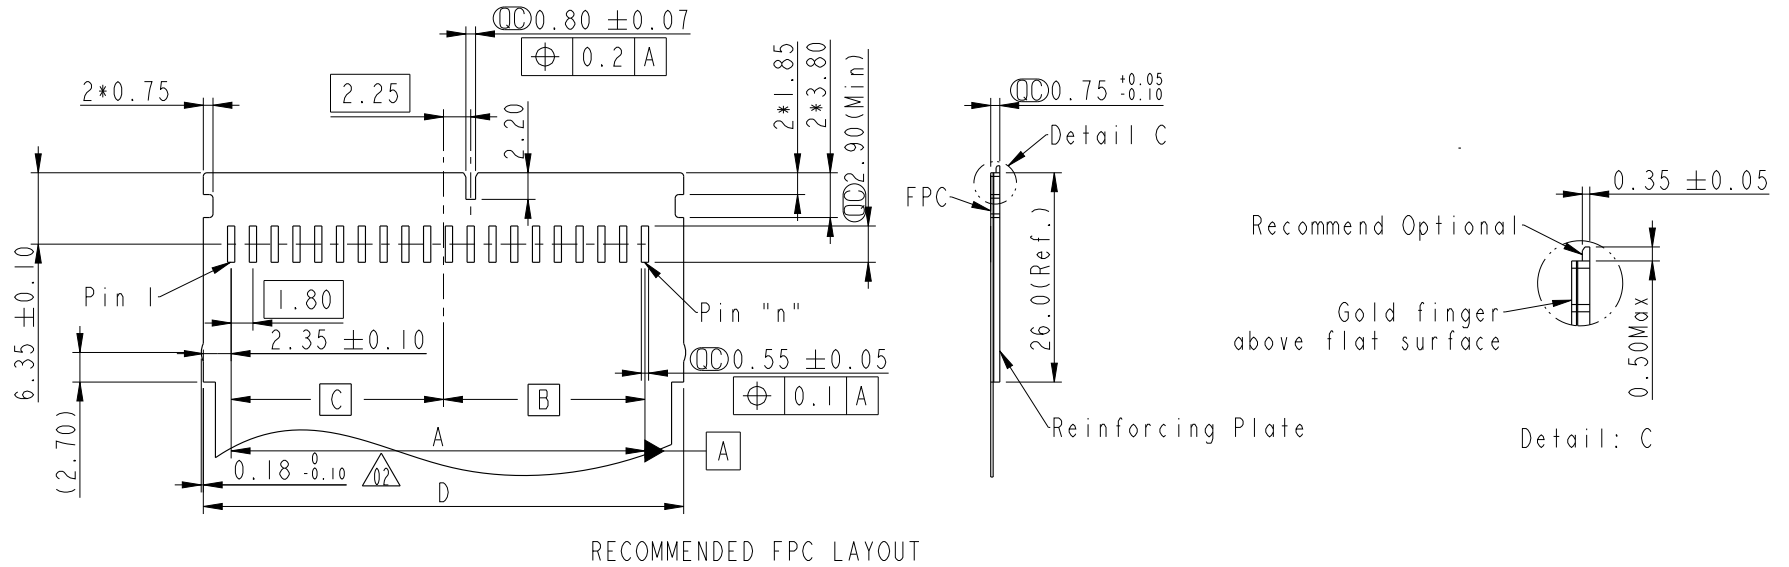 QC 0.80 ±0.07
⌖ 0.2 A
2*0.75
2.25
2.20
2*1.85
2*3.80
QC 2.90(Min)
6.35 ±0.10
Pin 1
1.80
2.35 ±0.10
Pin "n"
QC 0.55 ±0.05
⌖ 0.1 A
C
B
A
A
(2.70)
0.18 0 -0.10
02
D
QC 0.75 +0.05 -0.10
Detail C
FPC
26.0(Ref.)
Reinforcing Plate
0.35 ±0.05
Recommend Optional
Gold finger
above flat surface
0.50Max
Detail: C
RECOMMENDED FPC LAYOUT